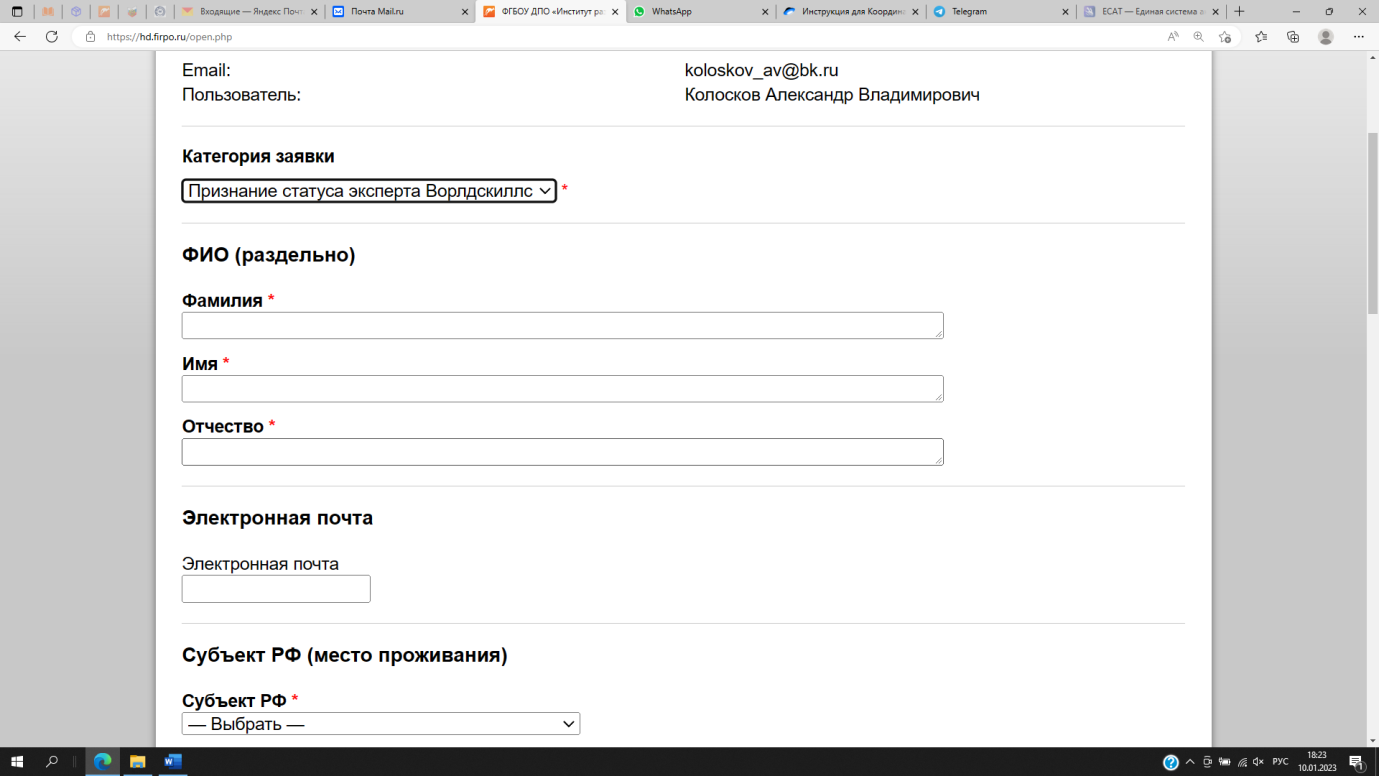 Входящие — Яндекс Почт
Почта Mail.ru
ФГБОУ ДПО «Институт ра
WhatsApp
Инструкция для Координа
Telegram
ЕСАТ — Единая система
https://hd.firpo.ru/open.php
Email: koloskov_av@bk.ru
Пользователь: Колосков Александр Владимирович
Категория заявки
Признание статуса эксперта Ворлдскиллс *
ФИО (раздельно)
Фамилия *
Имя *
Отчество *
Электронная почта
Электронная почта
Субъект РФ (место проживания)
Субъект РФ *
— Выбрать —
РУС
18:23
10.01.2023